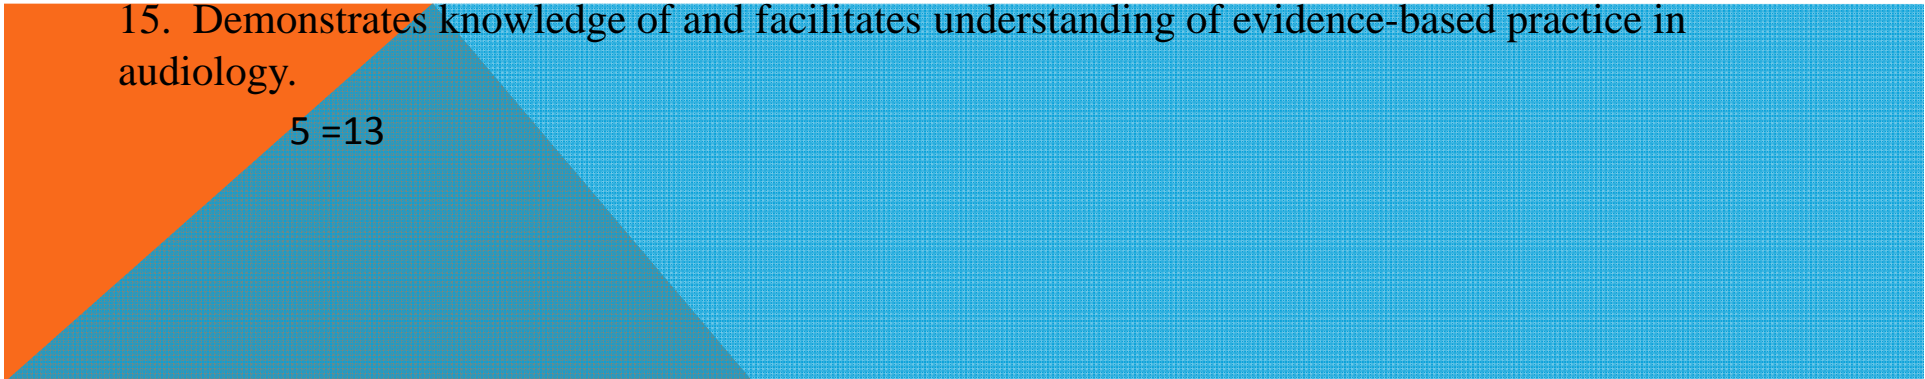 15.  Demonstrates knowledge of and facilitates understanding of evidence-based practice in
audiology.
5 =13